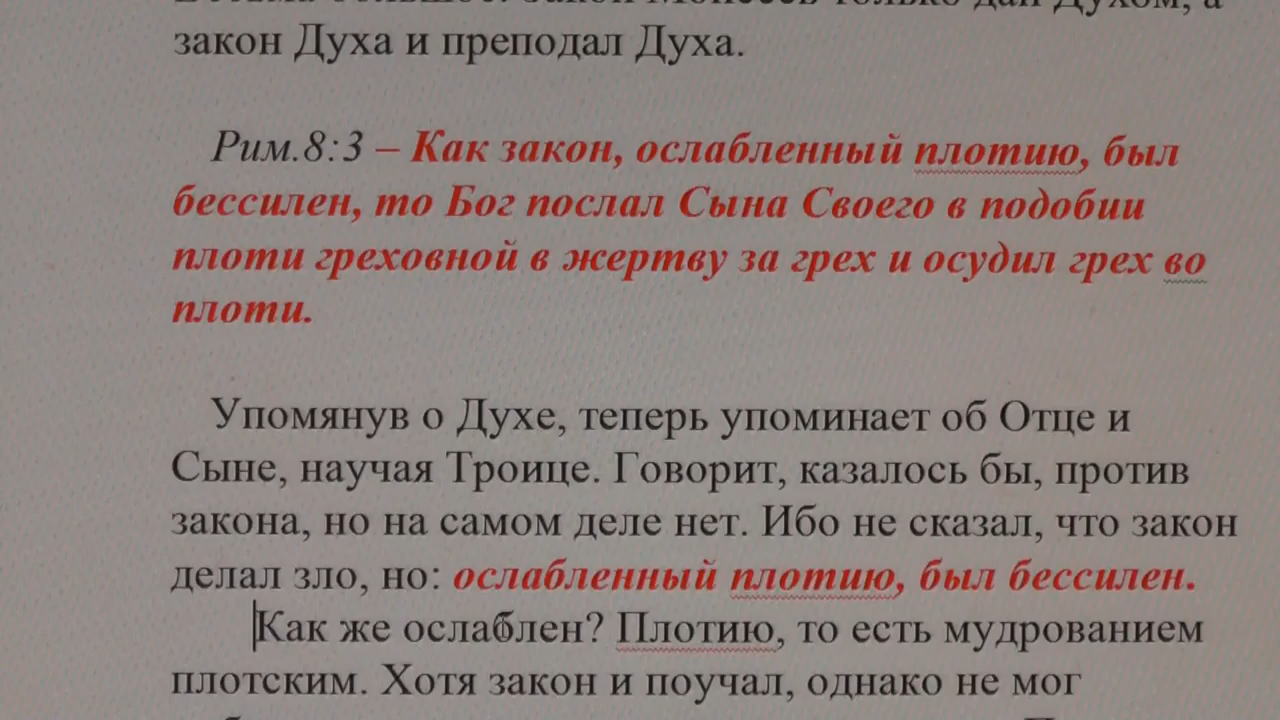 закон Духа и преподал Духа.
Рим.8:3 – Как закон, ослабленный плотию, был
бессилен, то Бог послал Сына Своего в подобии
плоти греховной в жертву за грех и осудил грех во
плоти.
Упомянув о Духе, теперь упоминает об Отце и
Сыне, научая Троице. Говорит, казалось бы, против
закона, но на самом деле нет. Ибо не сказал, что закон
делал зло, но: ослабленный плотию, был бессилен.
Как же ослаблен? Плотию, то есть мудрованием
плотским. Хотя закон и поучал, однако не мог